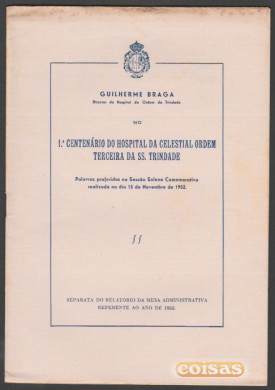 GUILHERME BRAGA
Director do Hospital da Ordem da Trindade
NO
1.º CENTENÁRIO DO HOSPITAL DA CELESTIAL ORDEM
TERCEIRA DA SS. TRINDADE
Palavras proferidas na Sessão Solene Comemorativa
realizada no dia 15 de Novembro de 1952.
SEPARATA DO RELATÓRIO DA MESA ADMINISTRATIVA
REFERENTE AO ANO DE 1952.
coisas